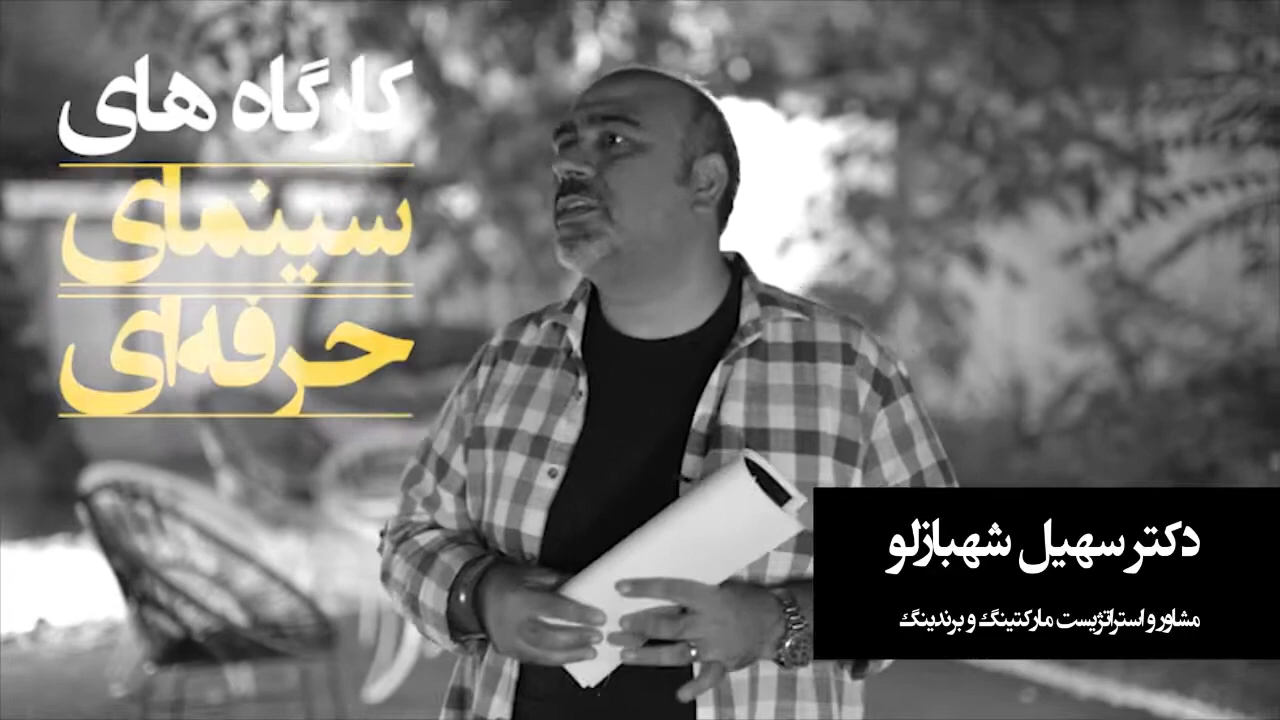 کارگاه های
سینمای
حرفه‌ای
دکتر سهیل شهبازلو
مشاور و استراتژیست مارکتینگ و برندینگ